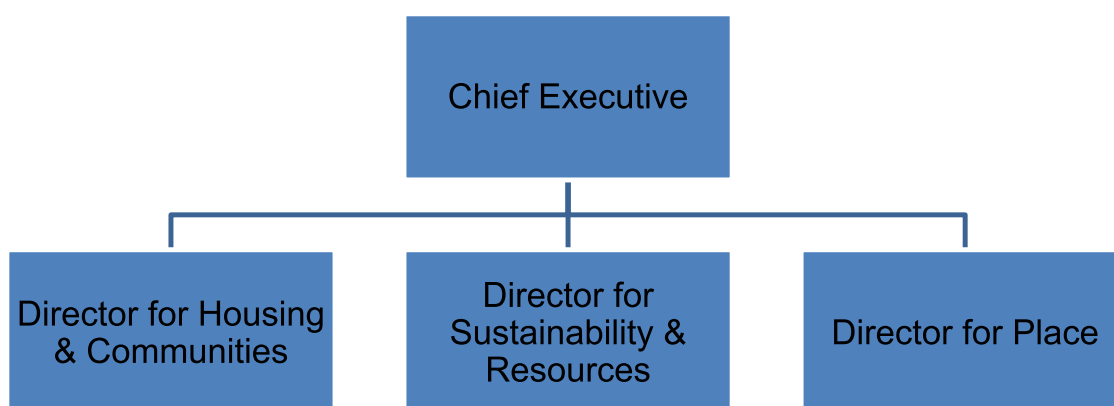 Chief Executive
Director for Housing
& Communities
Director for
Sustainability &
Resources
Director for Place